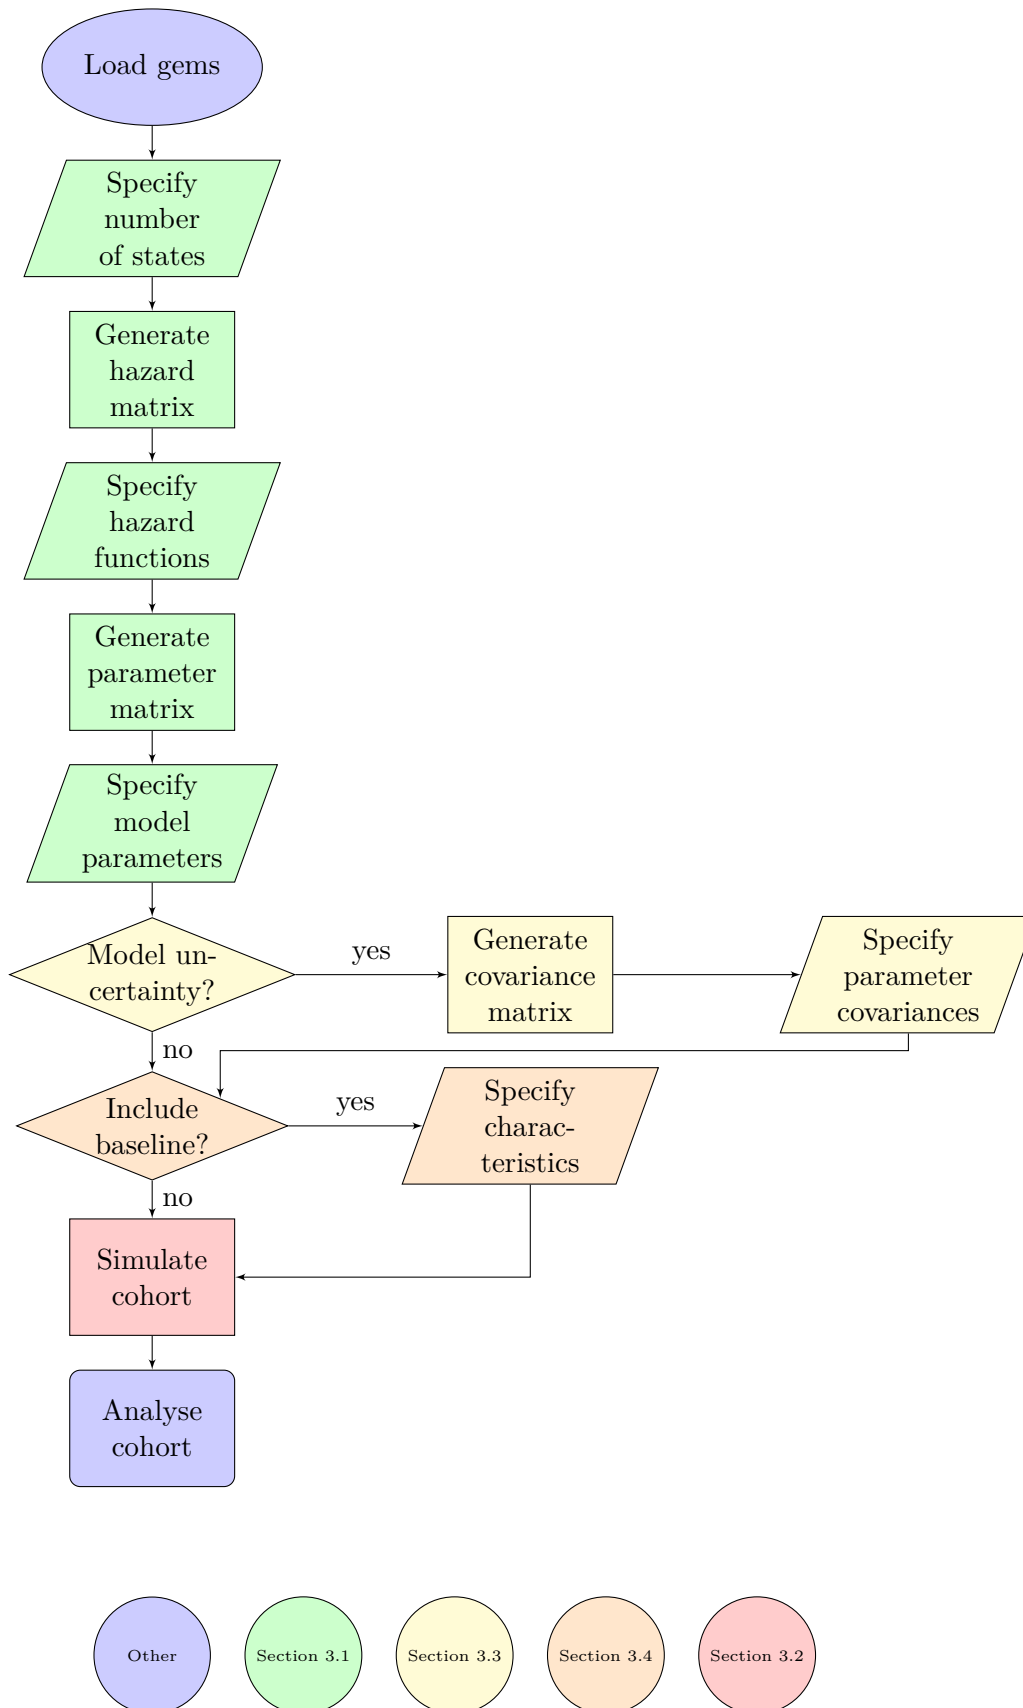 Load gems
Specify
number
of states
Generate
hazard
matrix
Specify
hazard
functions
Generate
parameter
matrix
Specify
model
parameters
Model un-
certainty?
yes
Generate
covariance
matrix
Specify
parameter
covariances
no
Include
baseline?
yes
Specify
charac-
teristics
no
Simulate
cohort
Analyse
cohort
Other
Section 3.1
Section 3.3
Section 3.4
Section 3.2